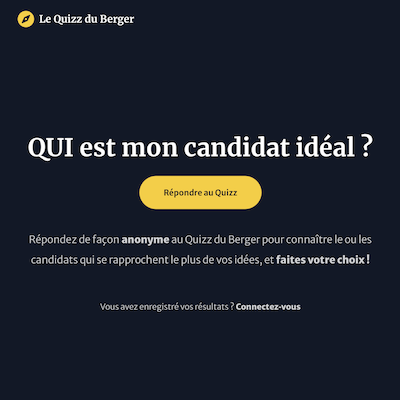 Le Quizz du Berger
QUI est mon candidat idéal ?
Répondre au Quizz
Répondez de façon anonyme au Quizz du Berger pour connaître le ou les
candidats qui se rapprochent le plus de vos idées, et faites votre choix !
Vous avez enregistré vos résultats ? Connectez-vous